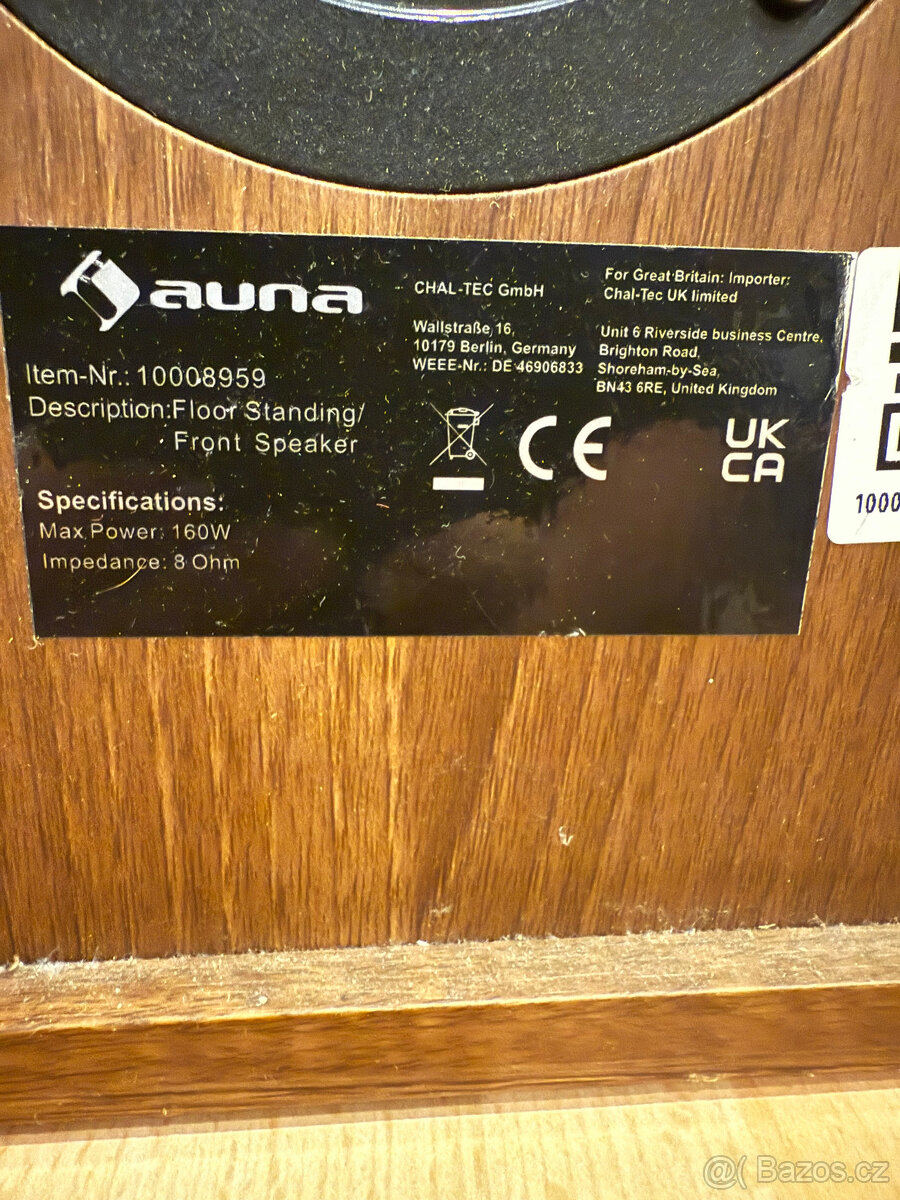 auna
Item-Nr.: 10008959
Description:Floor Standing/
Front Speaker
Specifications:
Max Power: 160W
Impedance: 8 Ohm
CHAL-TEC GmbH
Wallstraße 16,
10179 Berlin, Germany
WEEE-Nr.: DE 46906833
For Great Britain: Importer:
Chal-Tec UK limited
Unit 6 Riverside business Centre,
Brighton Road,
Shoreham-by-Sea,
BN43 6RE, United Kingdom
CE
UK
CA
1000
@( Bazos.cz